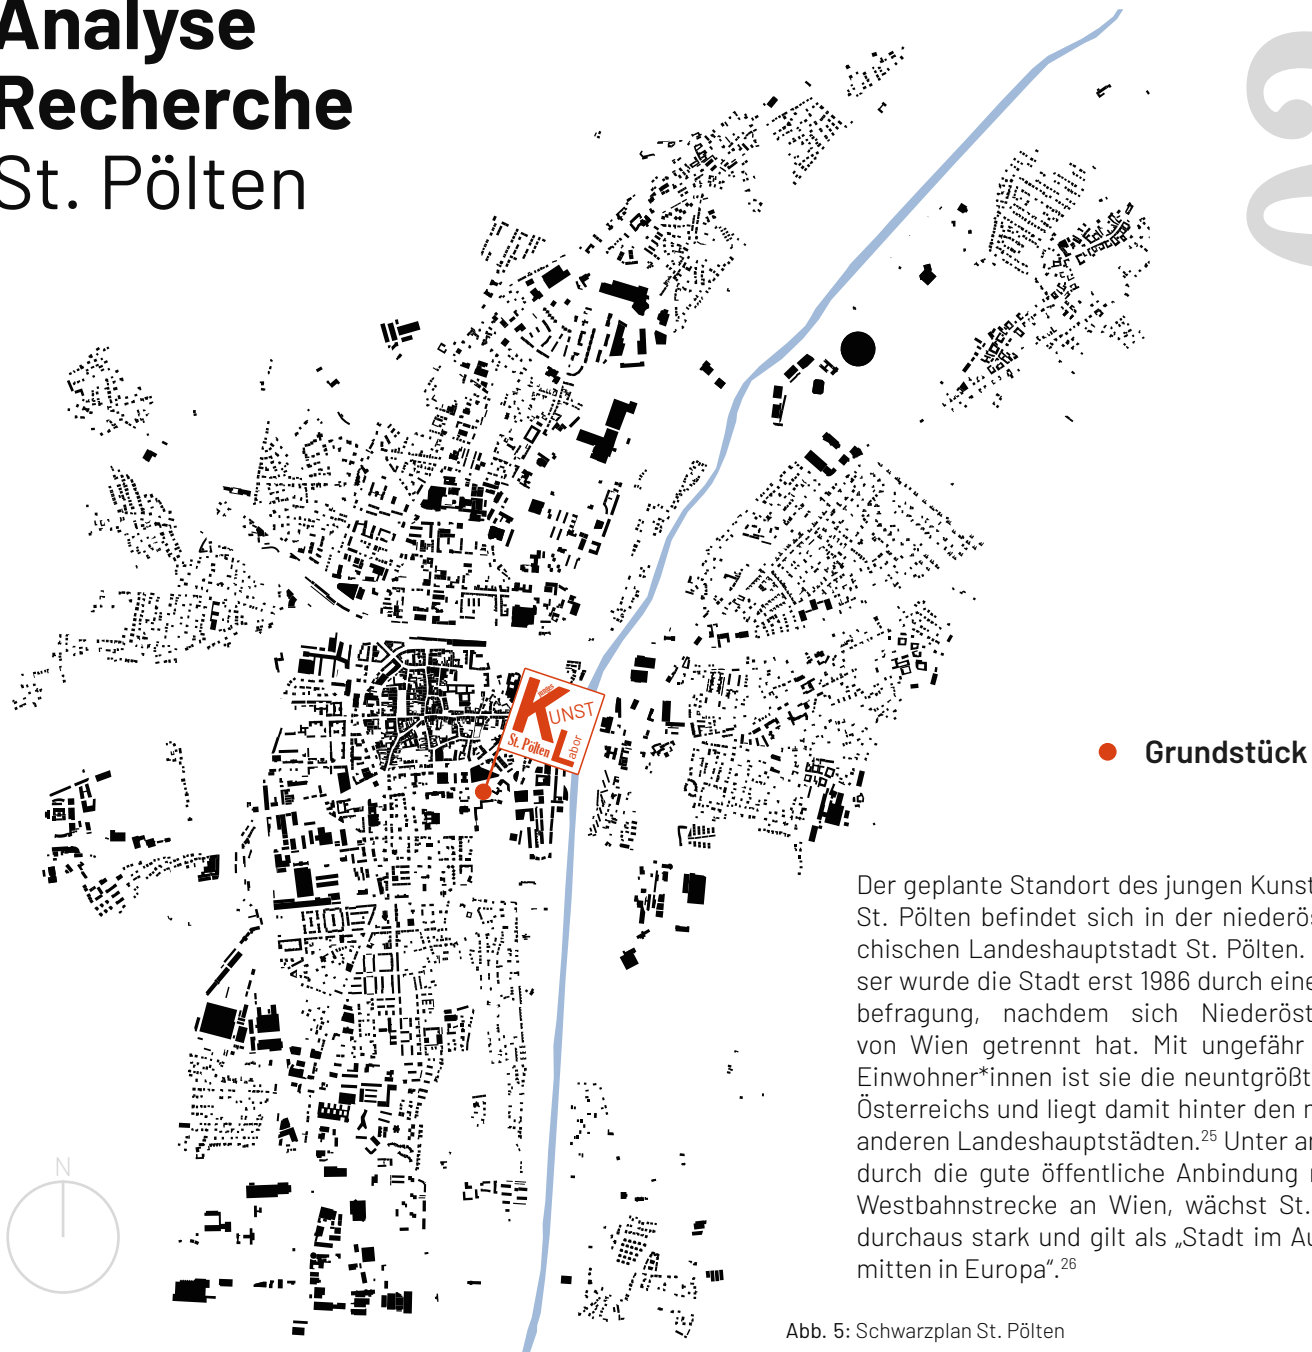 Analyse
Recherche
St. Pölten
03
N
junges
KUNST
St. Pölten Labor
Grundstück
Der geplante Standort des jungen Kunst
St. Pölten befindet sich in der niederös
chischen Landeshauptstadt St. Pölten.
ser wurde die Stadt erst 1986 durch eine
befragung, nachdem sich Niederöst
von Wien getrennt hat. Mit ungefähr
Einwohner*innen ist sie die neuntgrößt
Österreichs und liegt damit hinter den
anderen Landeshauptstädten.25 Unter
durch die gute öffentliche Anbindung
Westbahnstrecke an Wien, wächst St.
durchaus stark und gilt als „Stadt im Au
mitten in Europa“.26
Abb. 5: Schwarzplan St. Pölten